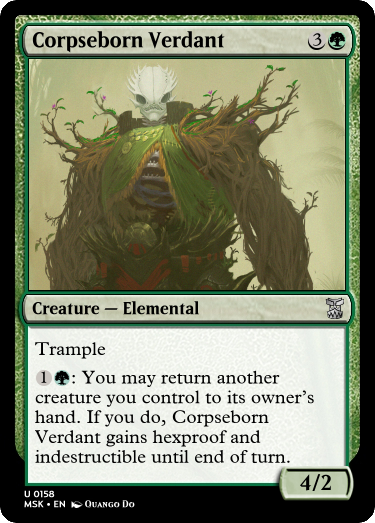 Corpseborn Verdant 3
Creature — Elemental
Trample
1: You may return another
creature you control to its owner's
hand. If you do, Corpseborn
Verdant gains hexproof and
indestructible until end of turn.
4/2
U 0158
MSK • EN Quango Do